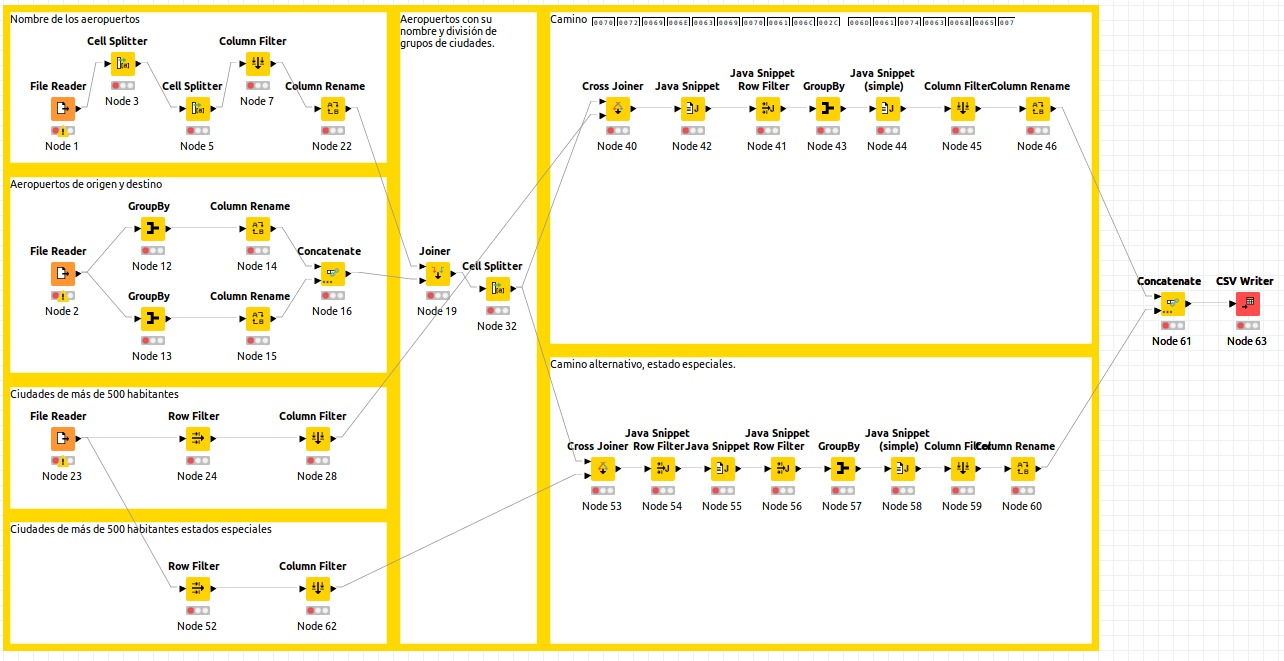 Nombre de los aeropuertos
Cell Splitter
Column Filter
File Reader
Node 3
Cell Splitter
Node 7
Column Rename
Node 1
Node 5
Node 22
Aeropuertos de origen y destino
GroupBy
Column Rename
File Reader
Node 12
Node 14
Concatenate
GroupBy
Column Rename
Node 2
Node 16
Node 13
Node 15
Ciudades de más de 500 habitantes
File Reader
Row Filter
Column Filter
Node 23
Node 24
Node 28
Ciudades de más de 500 habitantes estados especiales
Row Filter
Column Filter
Node 52
Node 62
Aeropuertos con su
nombre y división de
grupos de ciudades.
Joiner
Cell Splitter
Node 19
Node 32
Camino
Cross Joiner
Java Snippet
Java Snippet
Row Filter
GroupBy
Java Snippet
(simple)
Column Filter
Column Rename
Node 40
Node 42
Node 41
Node 43
Node 44
Node 45
Node 46
Camino alternativo, estado especiales.
Cross Joiner
Java Snippet
Row Filter
Java Snippet
Java Snippet
Row Filter
GroupBy
Java Snippet
(simple)
Column Rename
Node 53
Node 54
Node 55
Node 56
Node 57
Node 58
Node 59
Node 60
Concatenate
CSV Writer
Node 61
Node 63